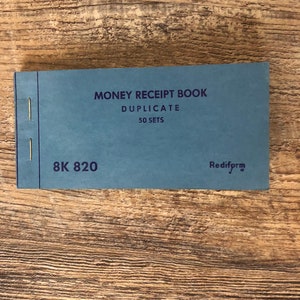 MONEY RECEIPT BOOK
DUPLICATE
50 SETS
8K 820
Rediform